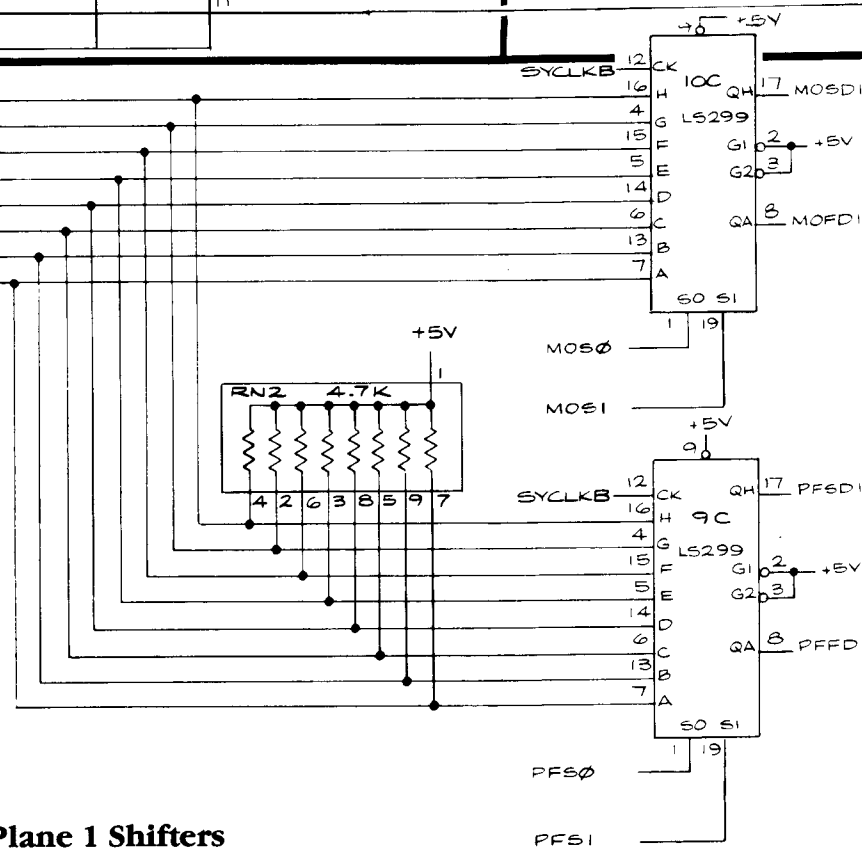 +5V
SYCLKB 12 CK
16 H
10C
QH 17 MOSD1
4 G
LS299
15 F
G1 2
+5V
5 E
G2 3
14 D
6 C
QA 8 MOFD1
13 B
7 A
S0 S1
1 19
MOSØ
MOS1
+5V
1
RN2 4.7K
4 2 6 3 8 5 9 7
+5V
9
SYCLKB 12 CK
QH 17 PFSD1
16 H
9C
4 G
LS299
15 F
G1 2
+5V
5 E
G2 3
14 D
6 C
QA 8 PFFD
13 B
7 A
S0 S1
1 19
PFSØ
PFS1
Plane 1 Shifters